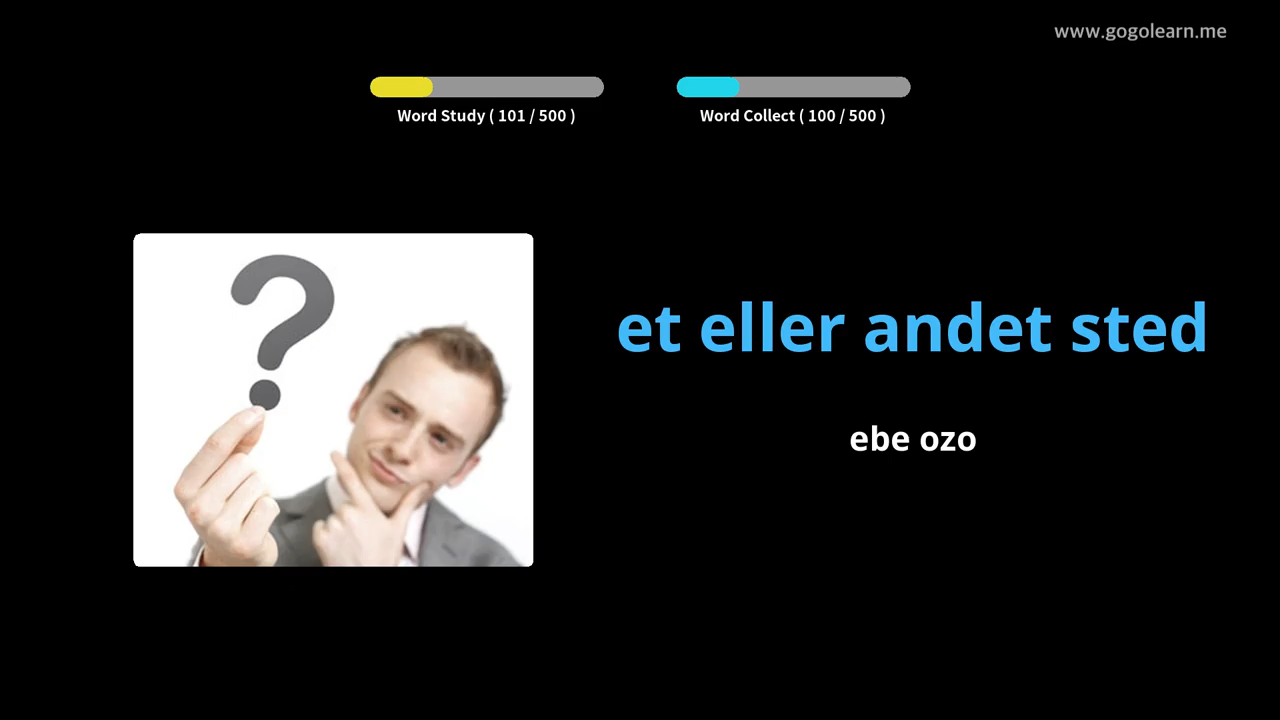 www.gogolearn.me
Word Study ( 101 / 500 )
Word Collect ( 100 / 500 )
et eller andet sted
ebe ozo